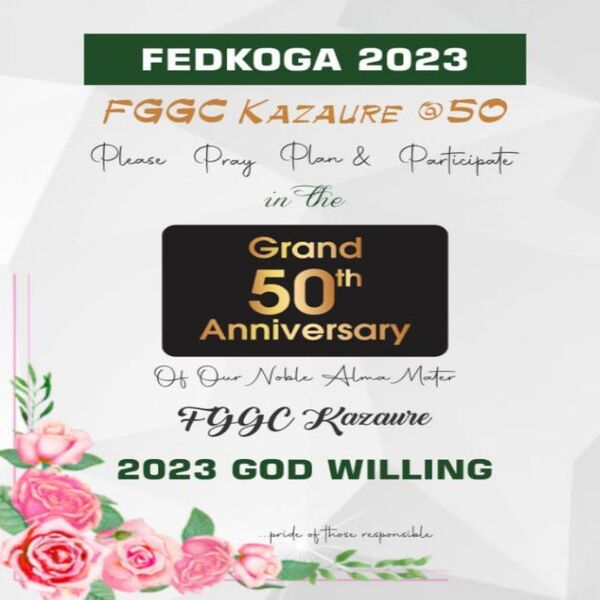 FEDKOGA 2023
FGGC KAZAURE @50
Please Pray Plan & Participate
in the
Grand
50th
Anniversary
Of Our Noble Alma Mater
FGGC Kazaure
2023 GOD WILLING
...pride of those responsible